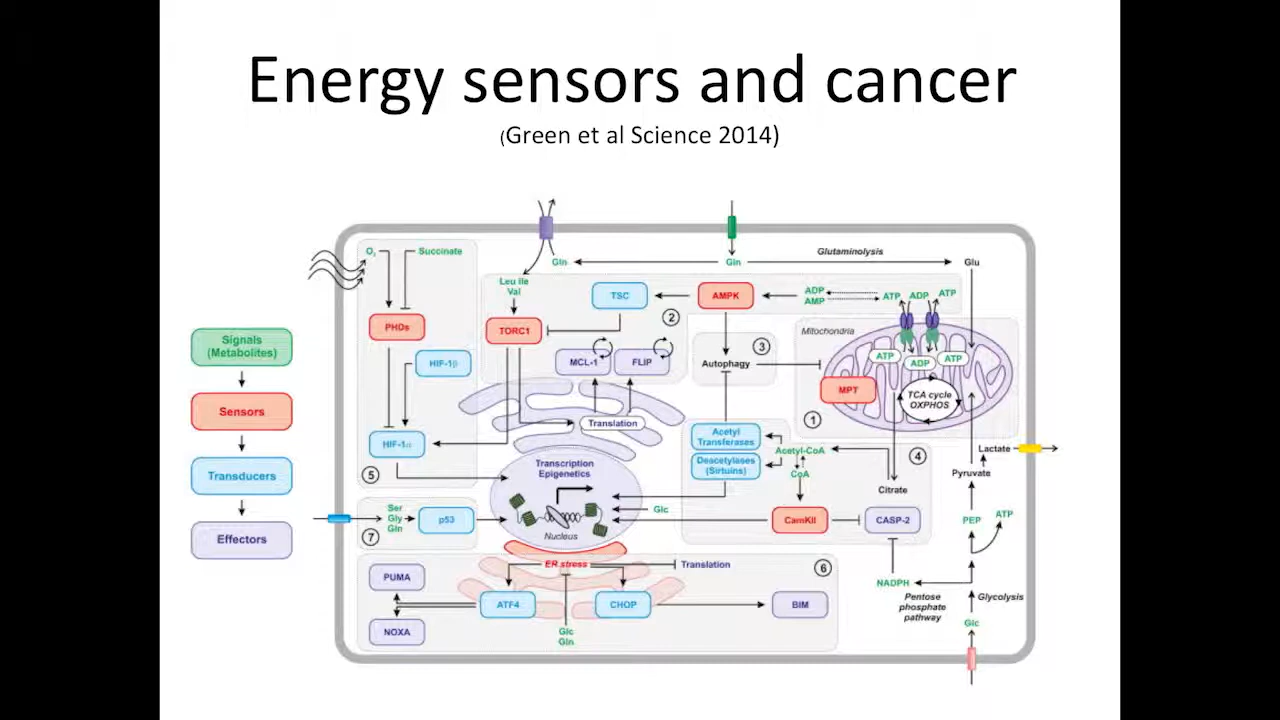 Energy sensors and cancer
(Green et al Science 2014)
Signals
(Metabolites)
Sensors
Transducers
Effectors
O2
Succinate
PHDs
HIF-1β
HIF-1α
5
Gln
Gln
Glutaminolysis
Glu
Leu Ile
Val
TORC1
TSC
AMPK
ADP
AMP
ATP
ADP
ATP
2
MCL-1
FLIP
Translation
3
Autophagy
Mitochondria
ATP
ADP
ATP
MPT
TCA cycle
OXPHOS
1
Acetyl
Transferases
Deacetylases
(Sirtuins)
Acetyl-CoA
CoA
4
Citrate
CamKII
CASP-2
Lactate
Pyruvate
PEP
ATP
NADPH
Pentose
phosphate
pathway
Glycolysis
Glc
Transcription
Epigenetics
Nucleus
Glc
Ser
Gly
Gln
p53
7
ER stress
Translation
6
PUMA
NOXA
ATF4
CHOP
BIM
Glc
Gln